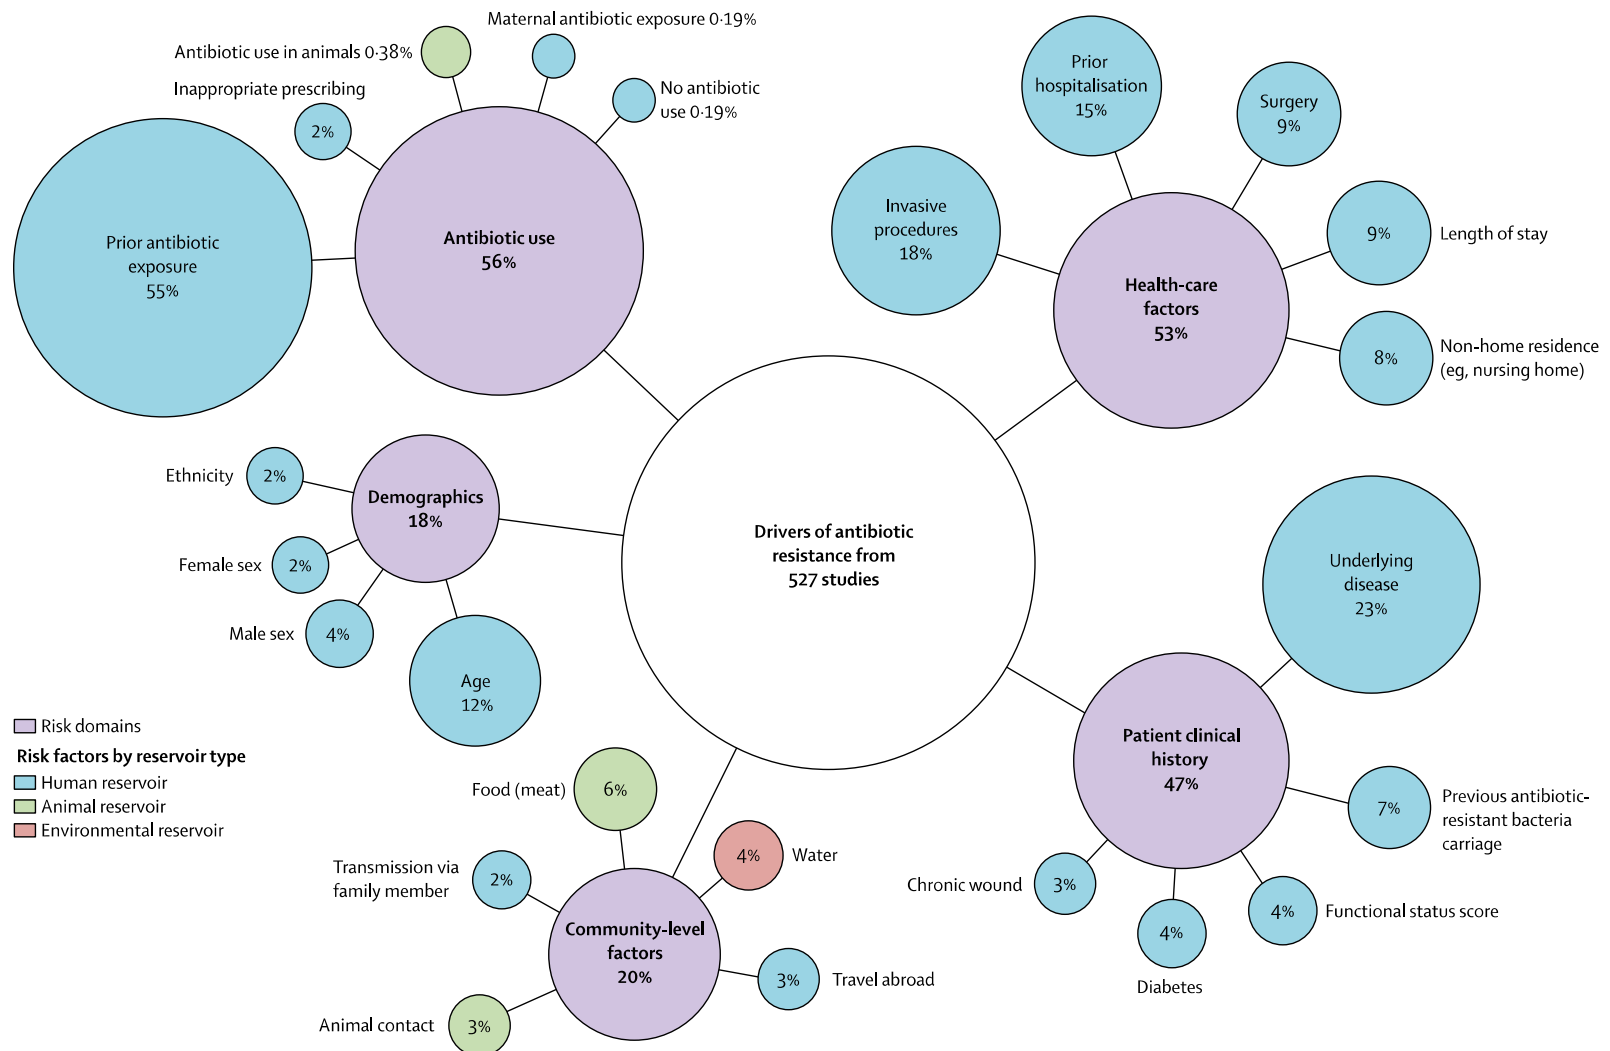 Maternal antibiotic exposure 0·19%
Antibiotic use in animals 0·38%
Inappropriate prescribing
2%
No antibiotic
use 0·19%
Prior antibiotic
exposure
55%
Antibiotic use
56%
Prior
hospitalisation
15%
Surgery
9%
Invasive
procedures
18%
9%
Length of stay
Health-care
factors
53%
8%
Non-home residence
(eg, nursing home)
Ethnicity
2%
Demographics
18%
Female sex
2%
Male sex
4%
Age
12%
Drivers of antibiotic
resistance from
527 studies
Underlying
disease
23%
Patient clinical
history
47%
7%
Previous antibiotic-
resistant bacteria
carriage
Chronic wound
3%
4%
Diabetes
4%
Functional status score
Risk domains
Risk factors by reservoir type
Human reservoir
Animal reservoir
Environmental reservoir
Food (meat)
6%
4%
Water
Transmission via
family member
2%
Community-level
factors
20%
3%
Travel abroad
Animal contact
3%